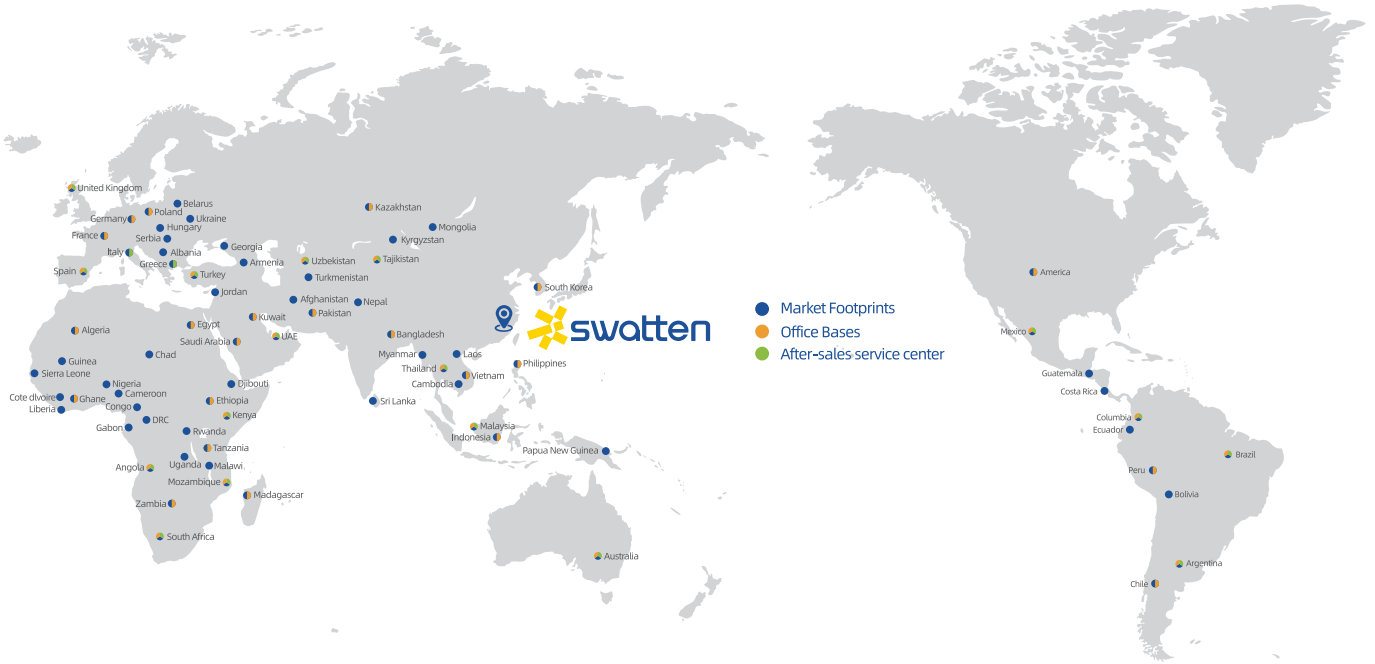 United Kingdom
Belarus
Poland
Germany
Ukraine
Hungary
France
Serbia
Italy
Albania
Greece
Spain
Turkey
Georgia
Armenia
Jordan
Kazakhstan
Mongolia
Kyrgyzstan
Uzbekistan
Tajikistan
Turkmenistan
Afghanistan
Nepal
Pakistan
South Korea
swatten
Kuwait
Egypt
Algeria
Saudi Arabia
UAE
Bangladesh
Myanmar
Laos
Thailand
Philippines
Vietnam
Cambodia
Sri Lanka
Chad
Guinea
Sierra Leone
Nigeria
Djibouti
Cameroon
Cote dlvoire
Ghane
Ethiopia
Congo
Liberia
Kenya
DRC
Gabon
Rwanda
Tanzania
Uganda
Malawi
Angola
Mozambique
Madagascar
Zambia
South Africa
Malaysia
Indonesia
Papua New Guinea
Australia
Market Footprints
Office Bases
After-sales service center
America
Mexico
Guatemala
Costa Rica
Columbia
Ecuador
Brazil
Peru
Bolivia
Argentina
Chile